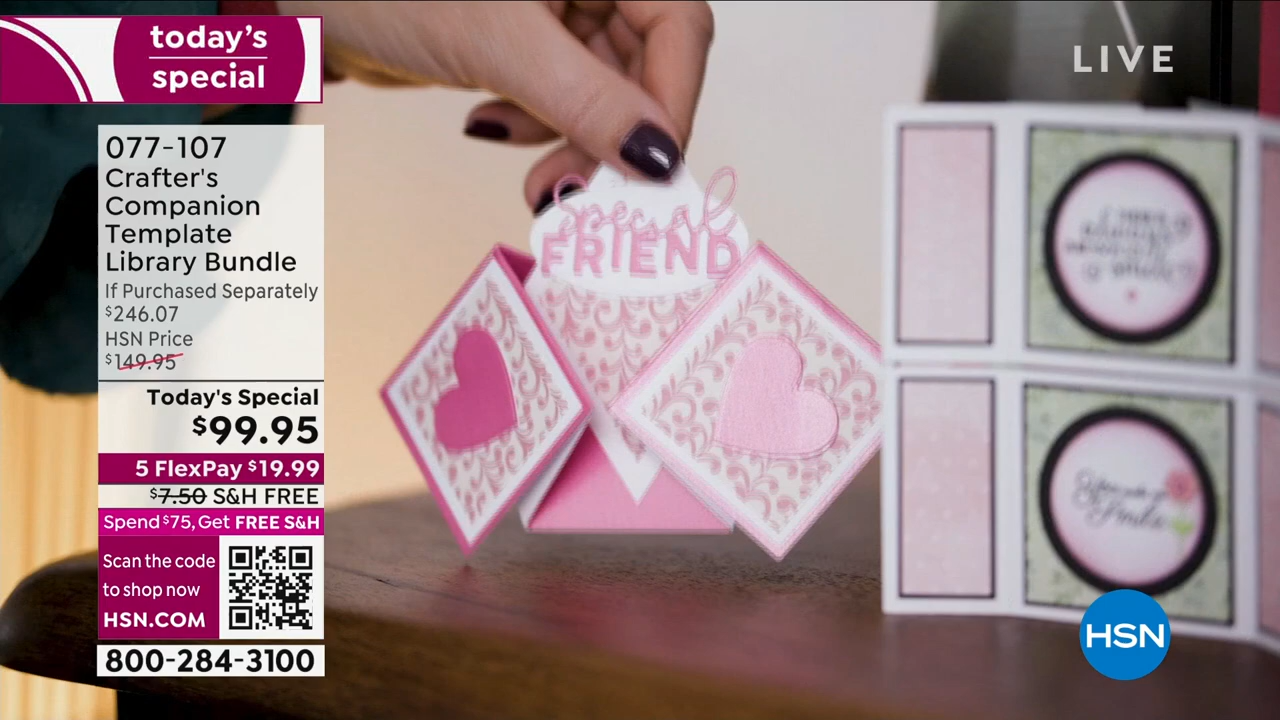 today's
special
LIVE
077-107
Crafter's
Companion
Template
Library Bundle
If Purchased Separately
$246.07
HSN Price
$149.95
Today's Special
$99.95
5 FlexPay $19.99
$7.50 S&H FREE
Spend $75, Get FREE S&H
Scan the code
to shop now
HSN.COM
800-284-3100
Special
FRIEND
HSN